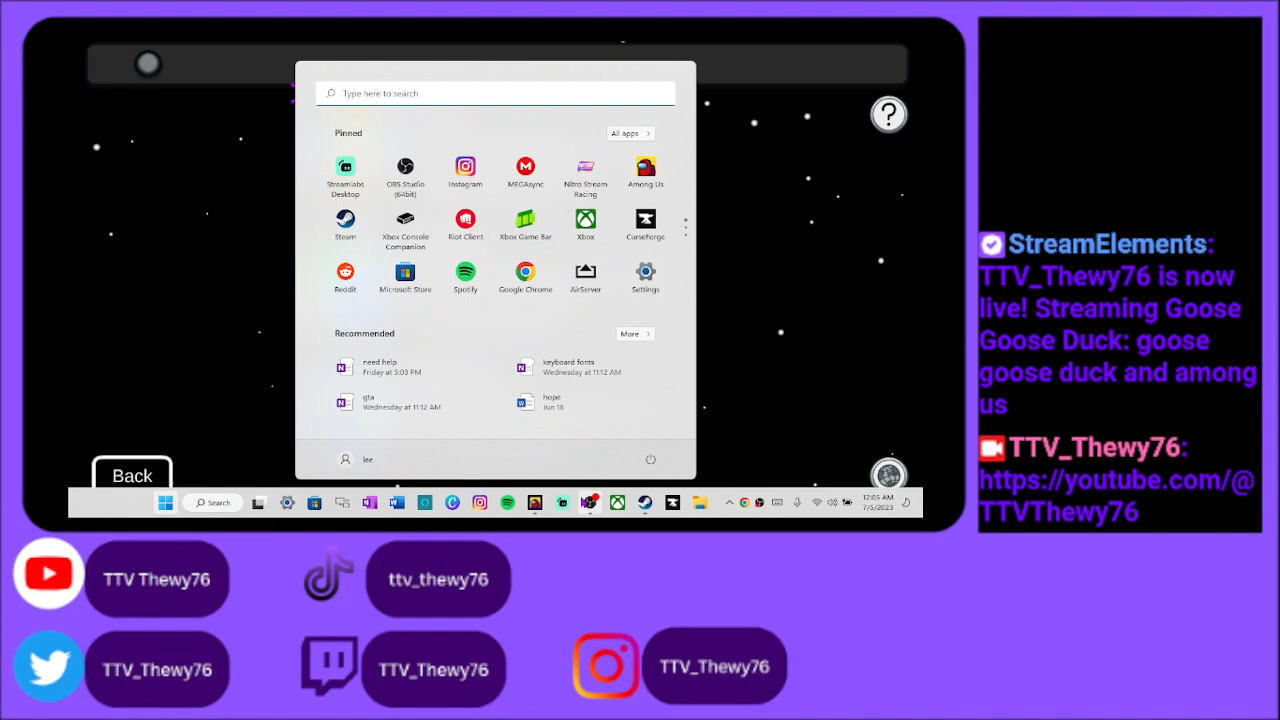 Type here to search
Pinned
All apps
Streamlabs
Desktop
OBS Studio
(64bit)
Instagram
MEGAsync
Nitro Stream
Racing
Among Us
Steam
Xbox Console
Companion
Riot Client
Xbox Game Bar
Xbox
CurseForge
Reddit
Microsoft Store
Spotify
Google Chrome
AirServer
Settings
Recommended
More
need help
Friday at 5:03 PM
keyboard fonts
Wednesday at 11:12 AM
gta
Wednesday at 11:12 AM
hope
Jun 18
lee
?
Back
Search
12:05 AM
7/5/2023
StreamElements:
TTV_Thewy76 is now
live! Streaming Goose
Goose Duck: goose
goose duck and among
us
TTV_Thewy76:
https://youtube.com/@
TTVThewy76
TTV Thewy76
ttv_thewy76
TTV_Thewy76
TTV_Thewy76
TTV_Thewy76